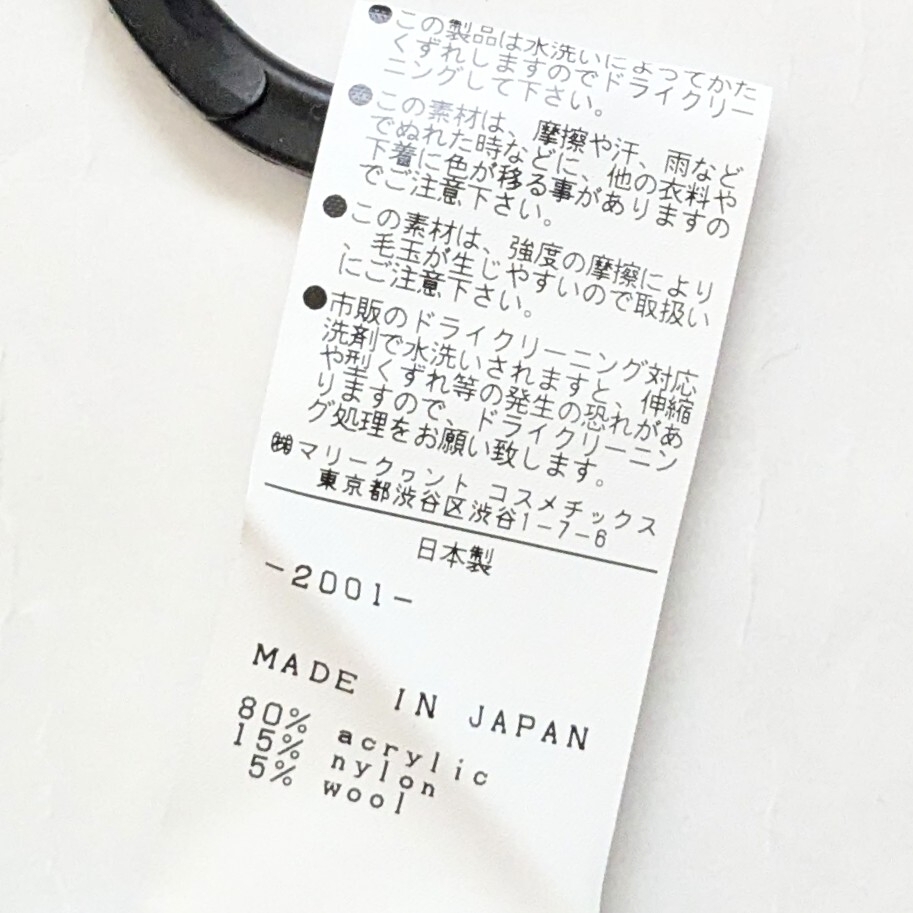 ●この製品は水洗いによってかた
くずれしますのでドライクリー
ニングして下さい。
●この素材は、摩擦や汗、雨など
でぬれた時などに、他の衣料や
下着に色が移る事がありますの
でご注意下さい。
●この素材は、強度の摩擦により
、毛玉が生じやすいので取扱い
にご注意下さい。
●市販のドライクリーニング対応
洗剤で水洗いされますと、伸縮
や型くずれ等の発生の恐れがあ
りますので、ドライクリーニン
グ処理をお願い致します。
㈱マリークヮント コスメチックス
東京都渋谷区渋谷1-7-6
日本製
-2001-
MADE IN JAPAN
80% acrylic
15% nylon
5% wool